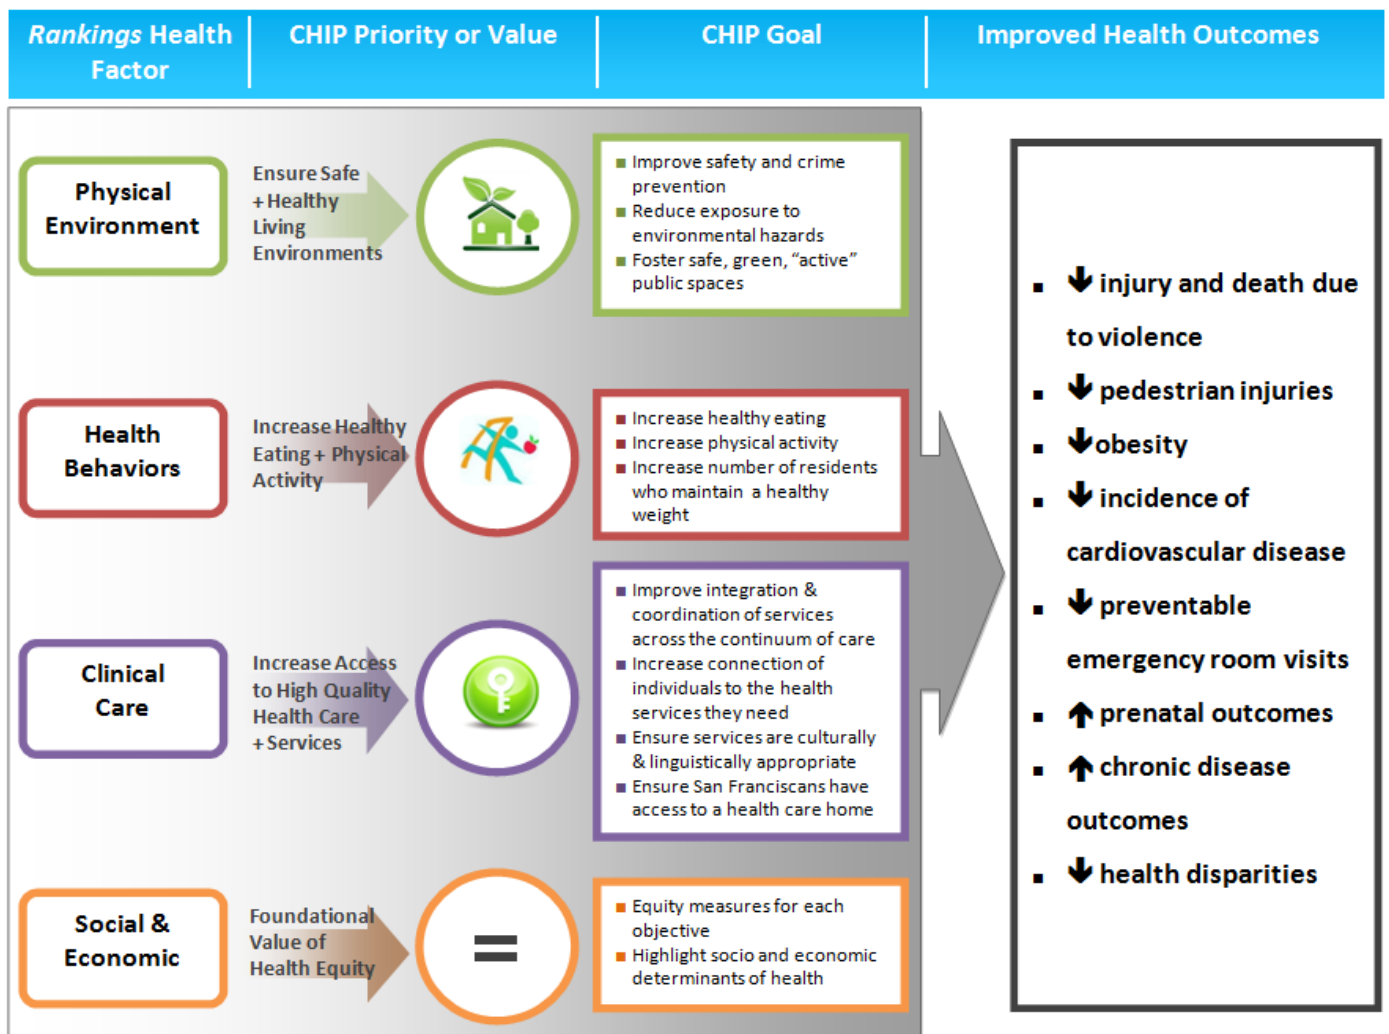 Rankings Health
Factor
CHIP Priority or Value
CHIP Goal
Improved Health Outcomes
Physical
Environment
Ensure Safe
+ Healthy
Living
Environments
■ Improve safety and crime
prevention
■ Reduce exposure to
environmental hazards
■ Foster safe, green, “active”
public spaces
Health
Behaviors
Increase Healthy
Eating + Physical
Activity
■ Increase healthy eating
■ Increase physical activity
■ Increase number of residents
who maintain a healthy
weight
Clinical
Care
Increase Access
to High Quality
Health Care
+ Services
■ Improve integration &
coordination of services
across the continuum of care
■ Increase connection of
individuals to the health
services they need
■ Ensure services are culturally
& linguistically appropriate
■ Ensure San Franciscans have
access to a health care home
Social &
Economic
Foundational
Value of
Health Equity
=
■ Equity measures for each
objective
■ Highlight socio and economic
determinants of health
▪ 🡻 injury and death due
to violence
▪ 🡻 pedestrian injuries
▪ 🡻 obesity
▪ 🡻 incidence of
cardiovascular disease
▪ 🡻 preventable
emergency room visits
▪ 🡹 prenatal outcomes
▪ 🡹 chronic disease
outcomes
▪ 🡻 health disparities